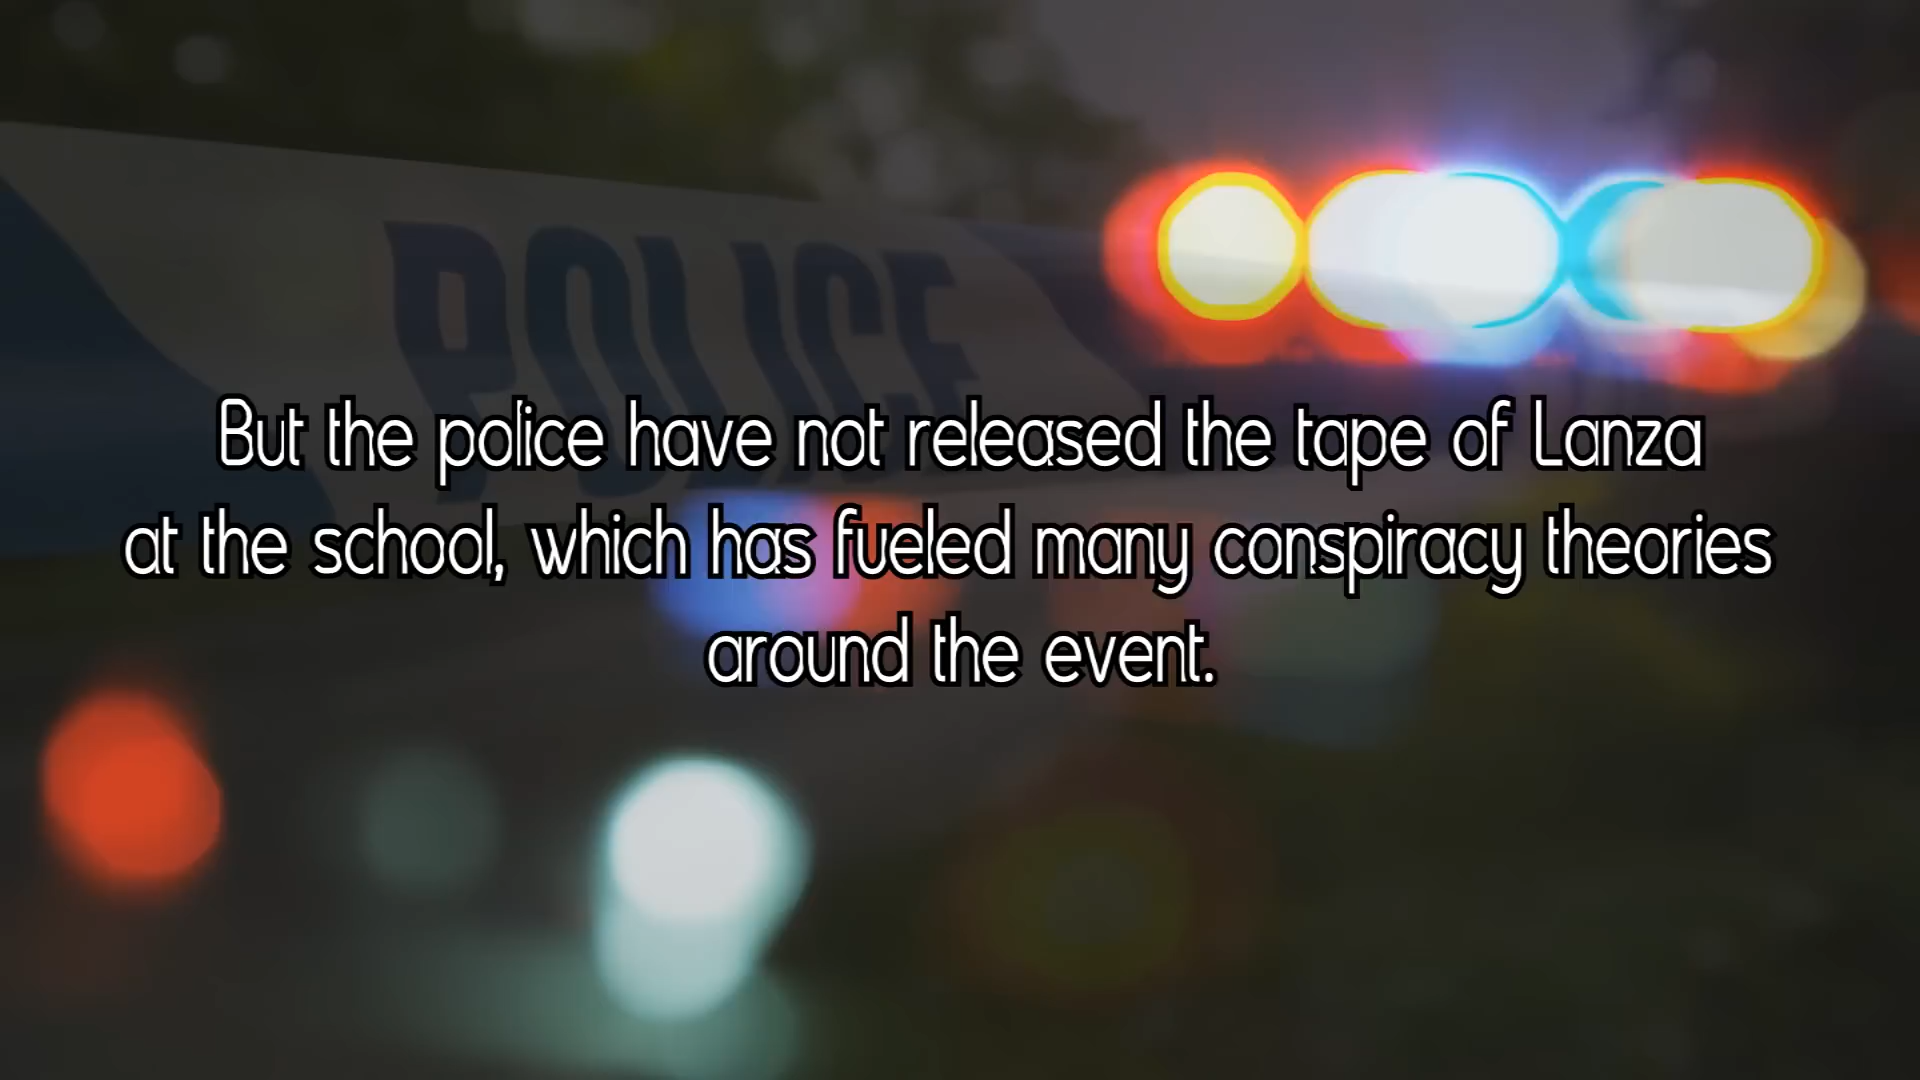 POLICE
But the police have not released the tape of Lanza
at the school, which has fueled many conspiracy theories
around the event.